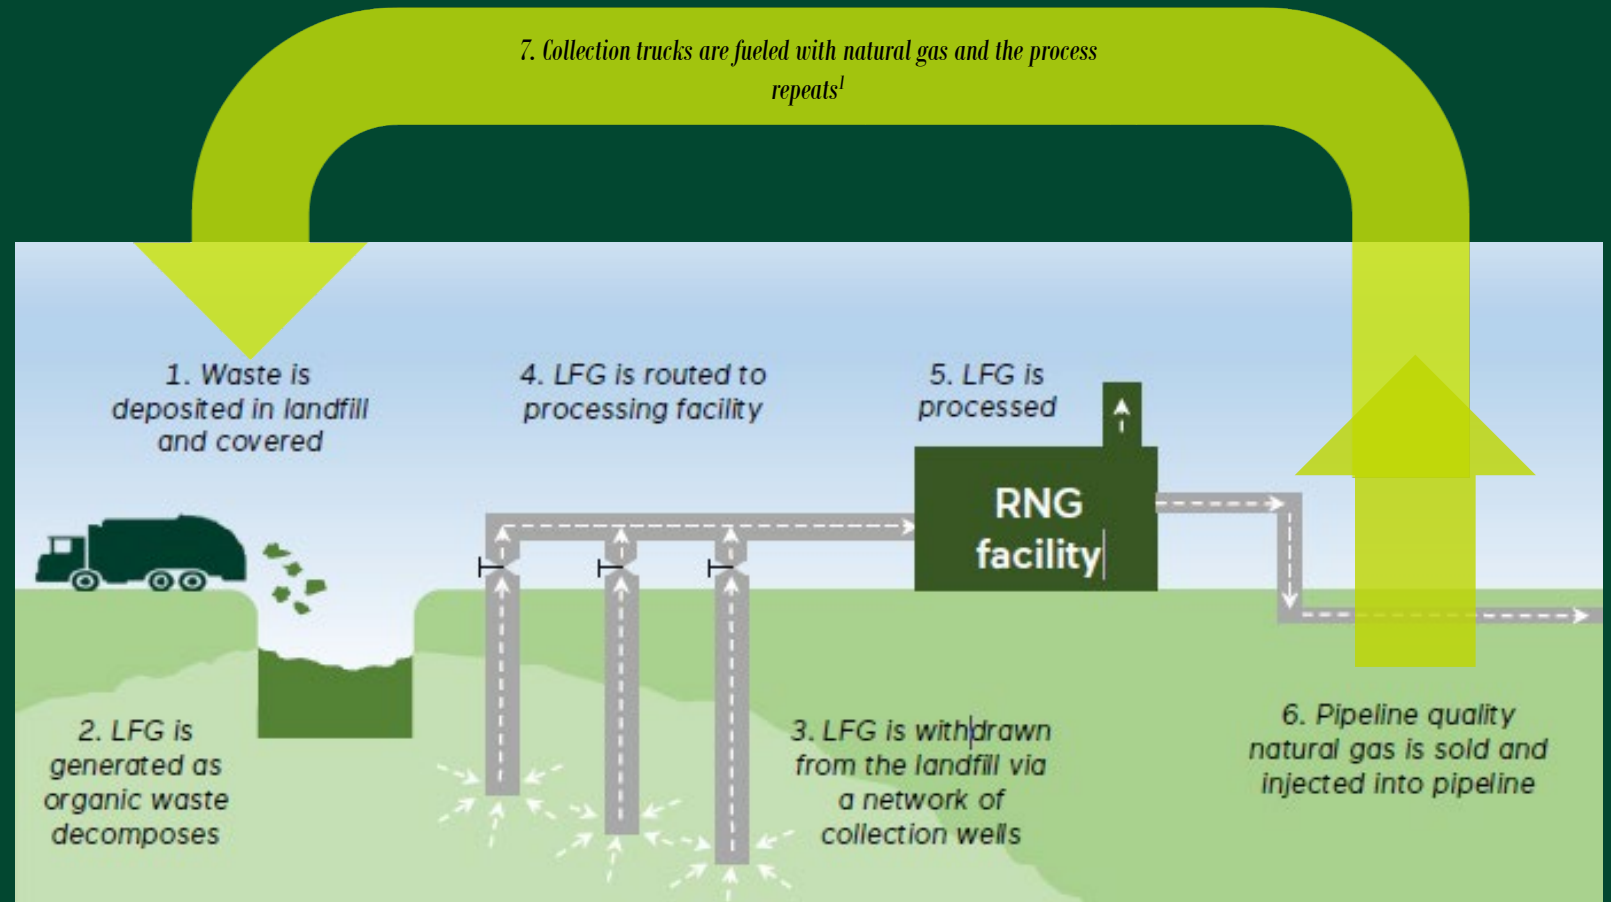 7. Collection trucks are fueled with natural gas and the process
repeats¹
1. Waste is
deposited in landfill
and covered
4. LFG is routed to
processing facility
5. LFG is
processed
RNG
facility
2. LFG is
generated as
organic waste
decomposes
3. LFG is withdrawn
from the landfill via
a network of
collection wells
6. Pipeline quality
natural gas is sold and
injected into pipeline